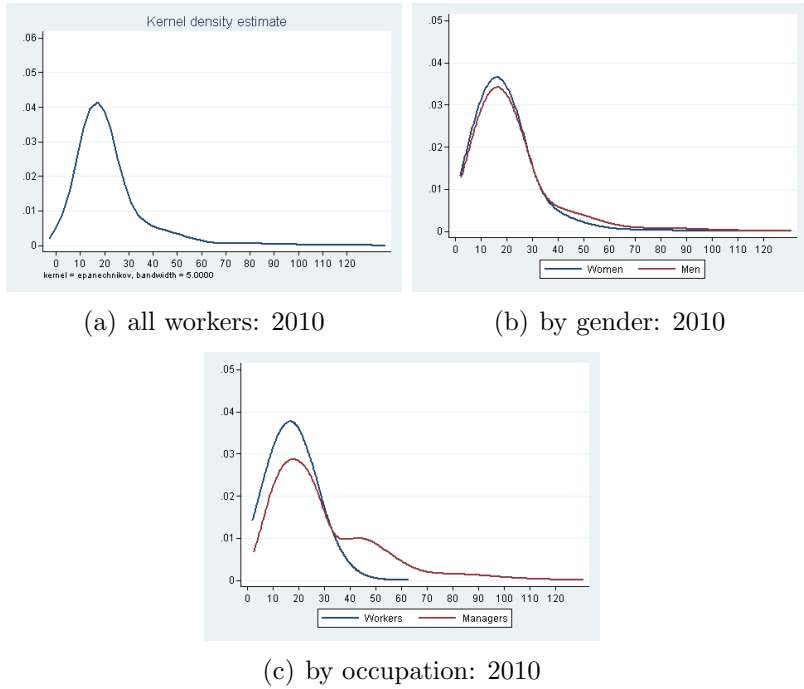 Kernel density estimate
.06
.05
.04
.03
.02
.01
0
0 10 20 30 40 50 60 70 80 90 100 110 120
kernel = epanechnikov, bandwidth = 5.0000
(a) all workers: 2010
.05
.04
.03
.02
.01
0
0 10 20 30 40 50 60 70 80 90 100 110 120
Women Men
(b) by gender: 2010
.05
.04
.03
.02
.01
0
0 10 20 30 40 50 60 70 80 90 100 110 120
Workers Managers
(c) by occupation: 2010